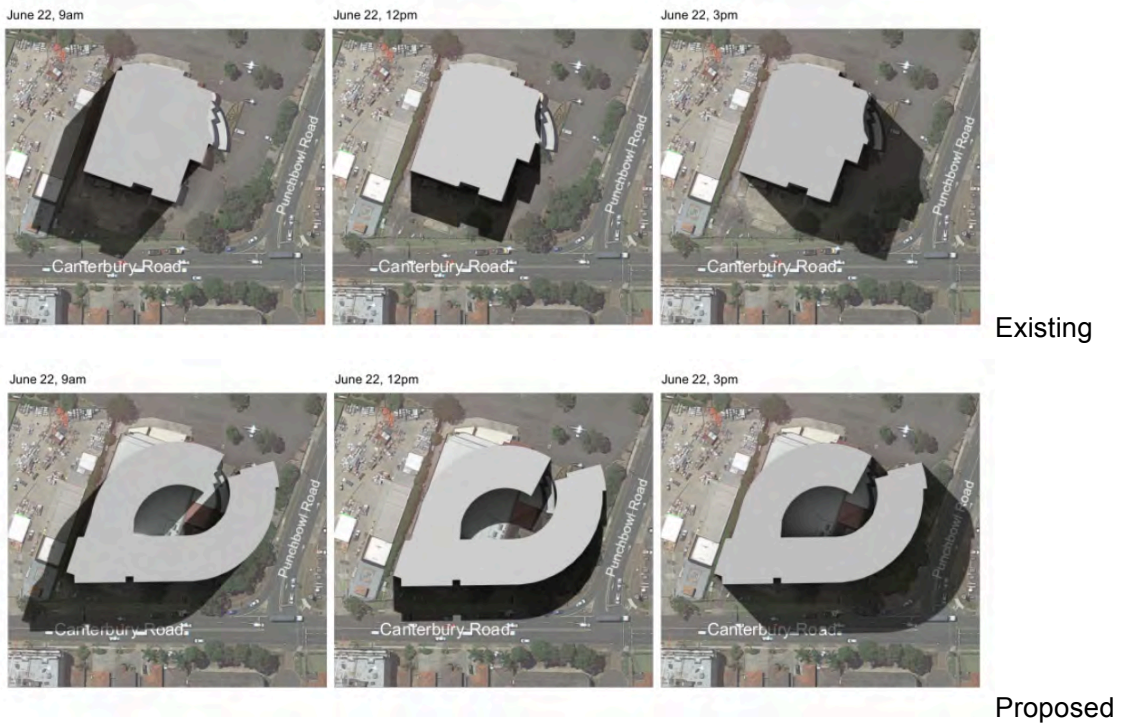 June 22, 9am
June 22, 12pm
June 22, 3pm
Punchbowl Road
Punchbowl Road
Punchbowl Road
Canterbury Road
Canterbury Road
Canterbury Road
Existing
June 22, 9am
June 22, 12pm
June 22, 3pm
Punchbowl Road
Punchbowl Road
Punchbowl Road
Canterbury Road
Canterbury Road
Canterbury Road
Proposed